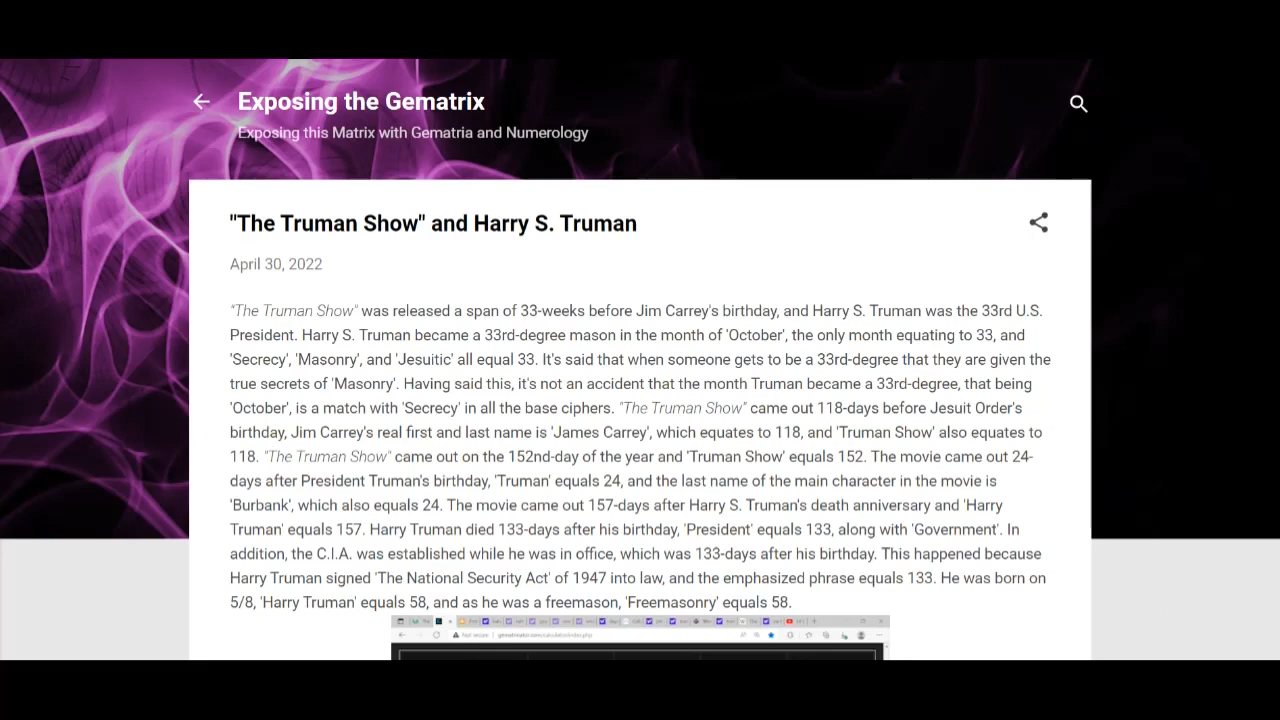 Exposing the Gematrix
Exposing this Matrix with Gematria and Numerology
"The Truman Show" and Harry S. Truman
April 30, 2022
"The Truman Show" was released a span of 33-weeks before Jim Carrey's birthday, and Harry S. Truman was the 33rd U.S.
President. Harry S. Truman became a 33rd-degree mason in the month of 'October', the only month equating to 33, and
'Secrecy', 'Masonry', and 'Jesuitic' all equal 33. It's said that when someone gets to be a 33rd-degree that they are given the
true secrets of 'Masonry'. Having said this, it's not an accident that the month Truman became a 33rd-degree, that being
'October', is a match with 'Secrecy' in all the base ciphers. "The Truman Show" came out 118-days before Jesuit Order's
birthday, Jim Carrey's real first and last name is 'James Carrey', which equates to 118, and 'Truman Show' also equates to
118. "The Truman Show" came out on the 152nd-day of the year and 'Truman Show' equals 152. The movie came out 24-
days after President Truman's birthday, 'Truman' equals 24, and the last name of the main character in the movie is
'Burbank', which also equals 24. The movie came out 157-days after Harry S. Truman's death anniversary and 'Harry
Truman' equals 157. Harry Truman died 133-days after his birthday, 'President' equals 133, along with 'Government'. In
addition, the C.I.A. was established while he was in office, which was 133-days after his birthday. This happened because
Harry Truman signed 'The National Security Act' of 1947 into law, and the emphasized phrase equals 133. He was born on
5/8, 'Harry Truman' equals 58, and as he was a freemason, 'Freemasonry' equals 58.
Not secure